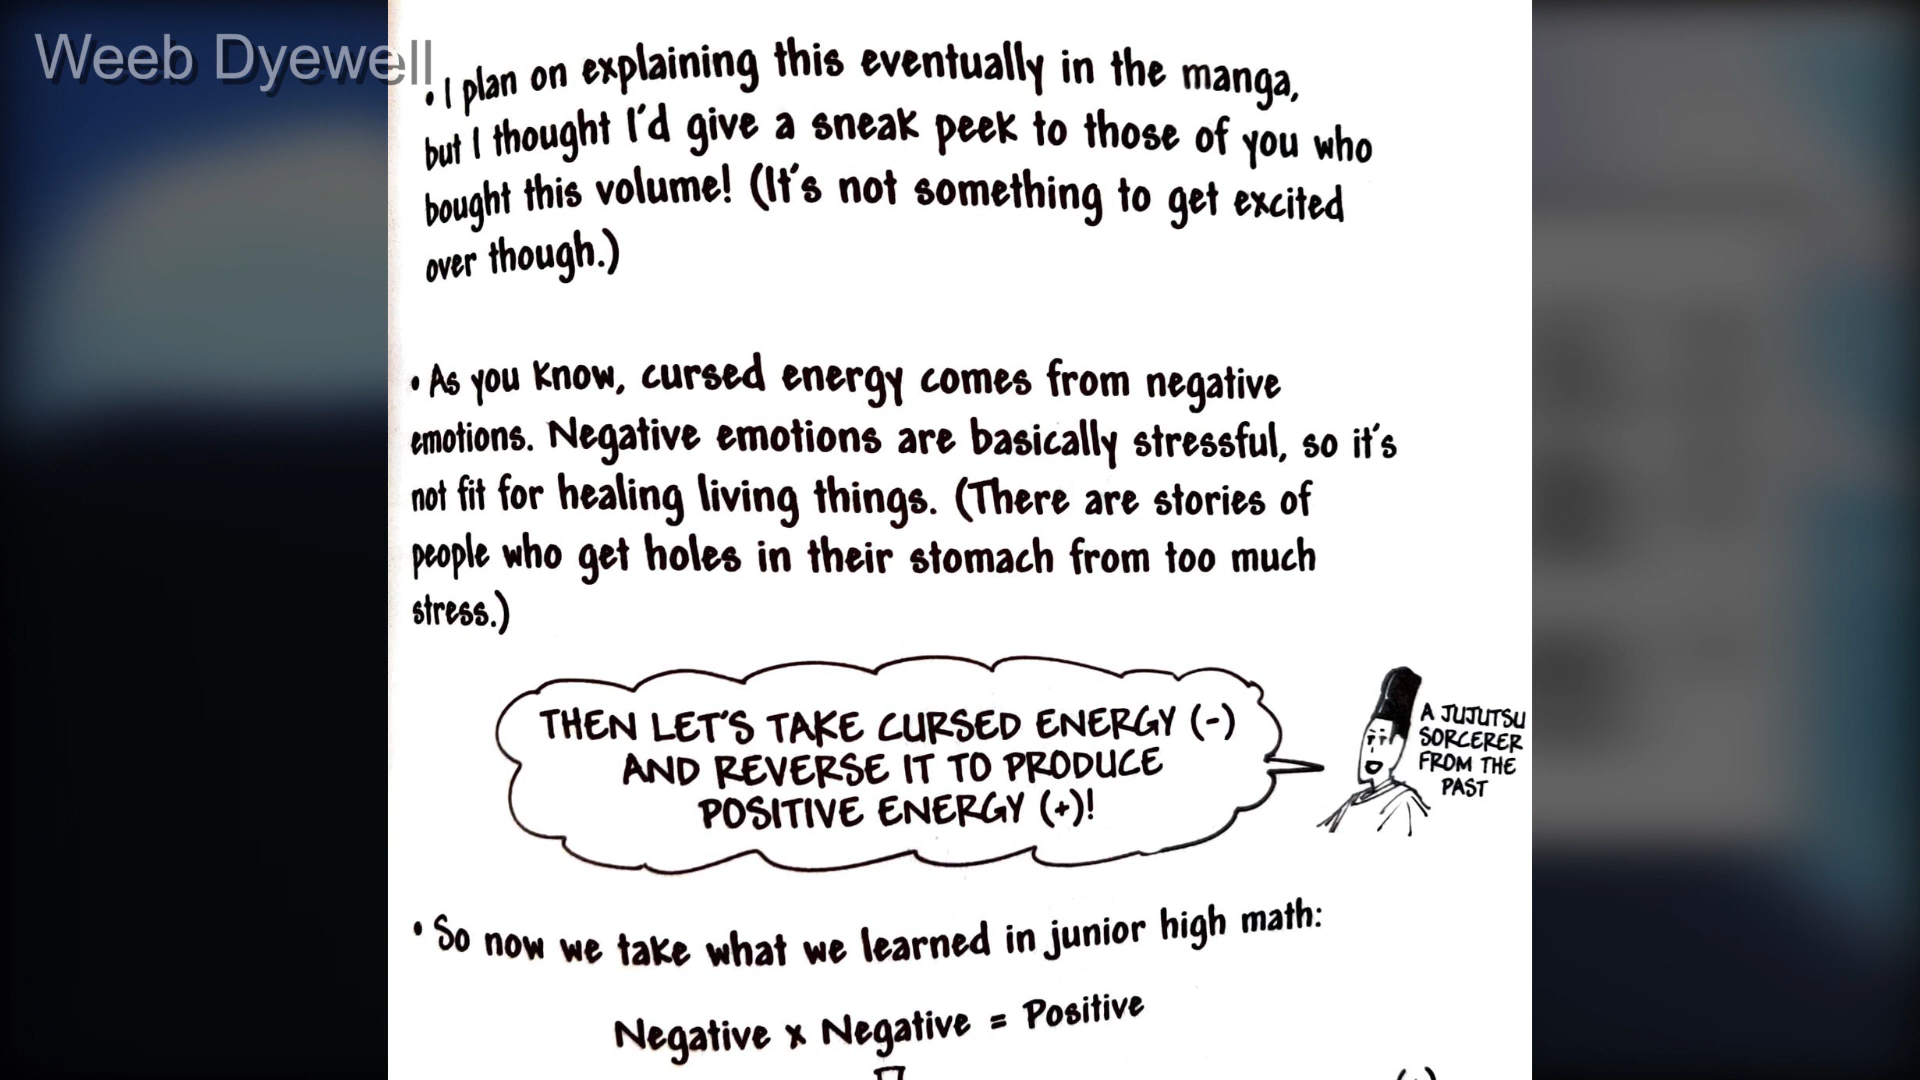 Weeb Dyewell
• I plan on explaining this eventually in the manga,
but I thought I'd give a sneak peek to those of you who
bought this volume! (It's not something to get excited
over though.)
• As you know, cursed energy comes from negative
emotions. Negative emotions are basically stressful, so it's
not fit for healing living things. (There are stories of
people who get holes in their stomach from too much
stress.)
THEN LET'S TAKE CURSED ENERGY (-)
AND REVERSE IT TO PRODUCE
POSITIVE ENERGY (+)!
A JUJUTSU
SORCERER
FROM THE
PAST
• So now we take what we learned in junior high math:
Negative x Negative = Positive